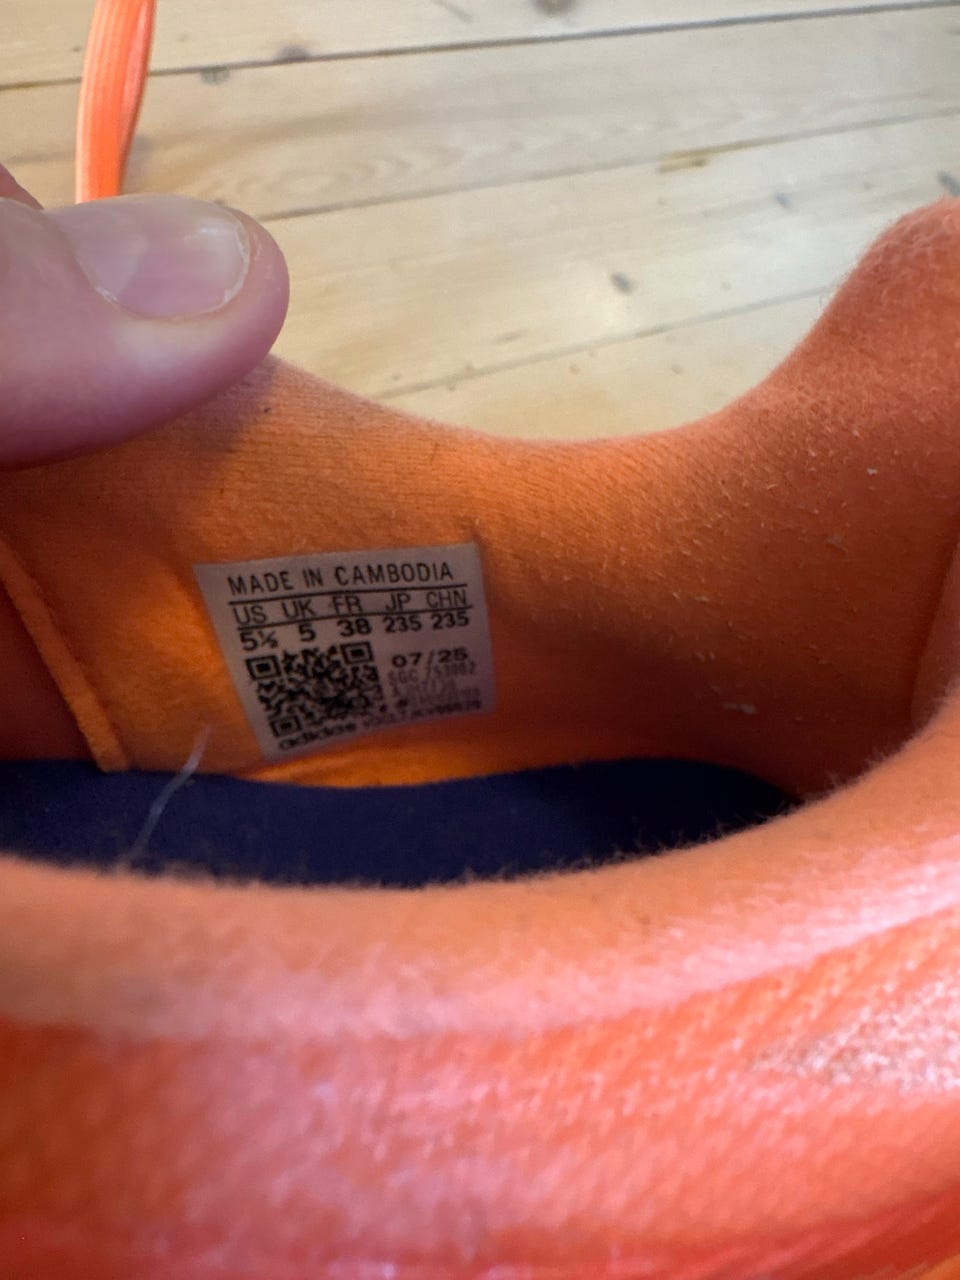 MADE IN CAMBODIA
US UK FR JP CHN
5½ 5 38 235 235
07/25
adidas